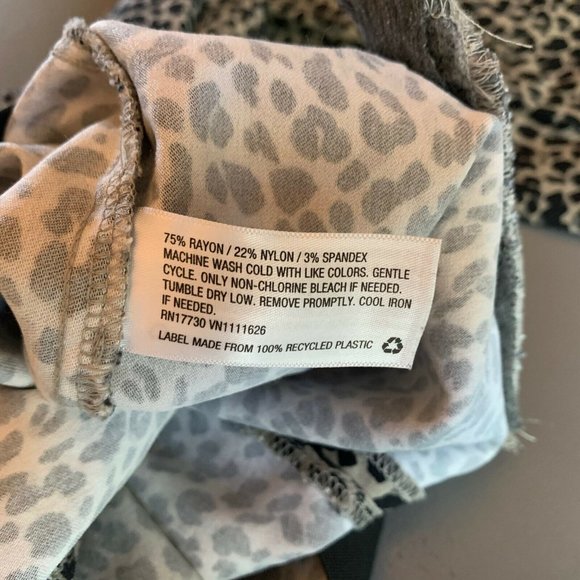 75% RAYON / 22% NYLON / 3% SPANDEX
MACHINE WASH COLD WITH LIKE COLORS. GENTLE
CYCLE. ONLY NON-CHLORINE BLEACH IF NEEDED.
TUMBLE DRY LOW. REMOVE PROMPTLY. COOL IRON
IF NEEDED.
RN17730 VN1111626
LABEL MADE FROM 100% RECYCLED PLASTIC